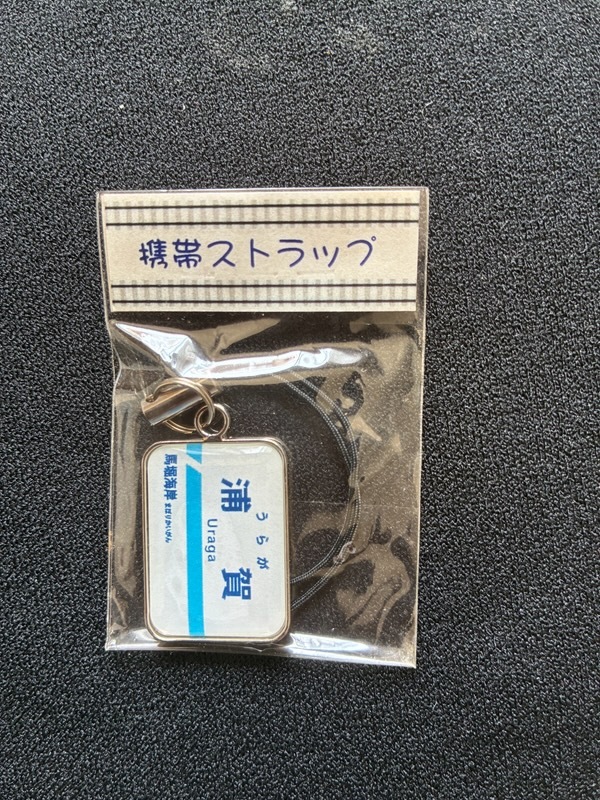 携帯ストラップ
うらが
浦賀
Uraga
馬堀海岸
まぼりかいがん